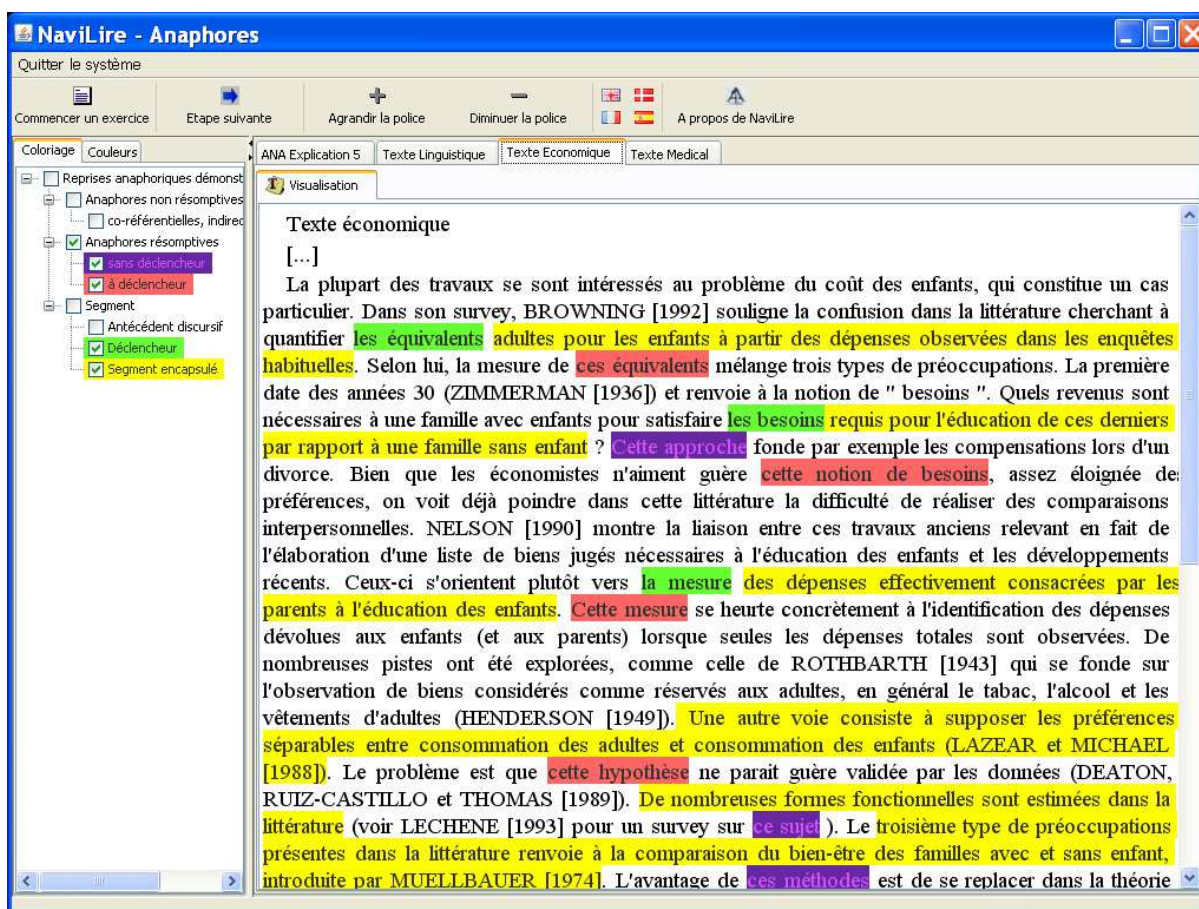 NaviLire - Anaphores
Quitter le système
Commencer un exercice
Etape suivante
Agrandir la police
Diminuer la police
A propos de NaviLire
Coloriage
Couleurs
Reprises anaphoriques démonst
Anaphores non résomptives
co-référentielles, indirec
Anaphores résomptives
sans déclencheur
à déclencheur
Segment
Antécédent discursif
Déclencheur
Segment encapsulé
ANA Explication 5
Texte Linguistique
Texte Economique
Texte Medical
Visualisation
Texte économique
[...]
La plupart des travaux se sont intéressés au problème du coût des enfants, qui constitue un cas
particulier. Dans son survey, BROWNING [1992] souligne la confusion dans la littérature cherchant à
quantifier les équivalents adultes pour les enfants à partir des dépenses observées dans les enquêtes
habituelles. Selon lui, la mesure de ces équivalents mélange trois types de préoccupations. La première
date des années 30 (ZIMMERMAN [1936]) et renvoie à la notion de " besoins ". Quels revenus sont
nécessaires à une famille avec enfants pour satisfaire les besoins requis pour l'éducation de ces derniers
par rapport à une famille sans enfant ? Cette approche fonde par exemple les compensations lors d'un
divorce. Bien que les économistes n'aiment guère cette notion de besoins, assez éloignée de
préférences, on voit déjà poindre dans cette littérature la difficulté de réaliser des comparaisons
interpersonnelles. NELSON [1990] montre la liaison entre ces travaux anciens relevant en fait de
l'élaboration d'une liste de biens jugés nécessaires à l'éducation des enfants et les développements
récents. Ceux-ci s'orientent plutôt vers la mesure des dépenses effectivement consacrées par les
parents à l'éducation des enfants. Cette mesure se heurte concrètement à l'identification des dépenses
dévolues aux enfants (et aux parents) lorsque seules les dépenses totales sont observées. De
nombreuses pistes ont été explorées, comme celle de ROTHBARTH [1943] qui se fonde sur
l'observation de biens considérés comme réservés aux adultes, en général le tabac, l'alcool et les
vêtements d'adultes (HENDERSON [1949]). Une autre voie consiste à supposer les préférences
séparables entre consommation des adultes et consommation des enfants (LAZEAR et MICHAEL
[1988]). Le problème est que cette hypothèse ne parait guère validée par les données (DEATON,
RUIZ-CASTILLO et THOMAS [1989]). De nombreuses formes fonctionnelles sont estimées dans la
littérature (voir LECHENE [1993] pour un survey sur ce sujet ). Le troisième type de préoccupations
présentes dans la littérature renvoie à la comparaison du bien-être des familles avec et sans enfant,
introduite par MUELLBAUER [1974]. L'avantage de ces méthodes est de se replacer dans la théorie